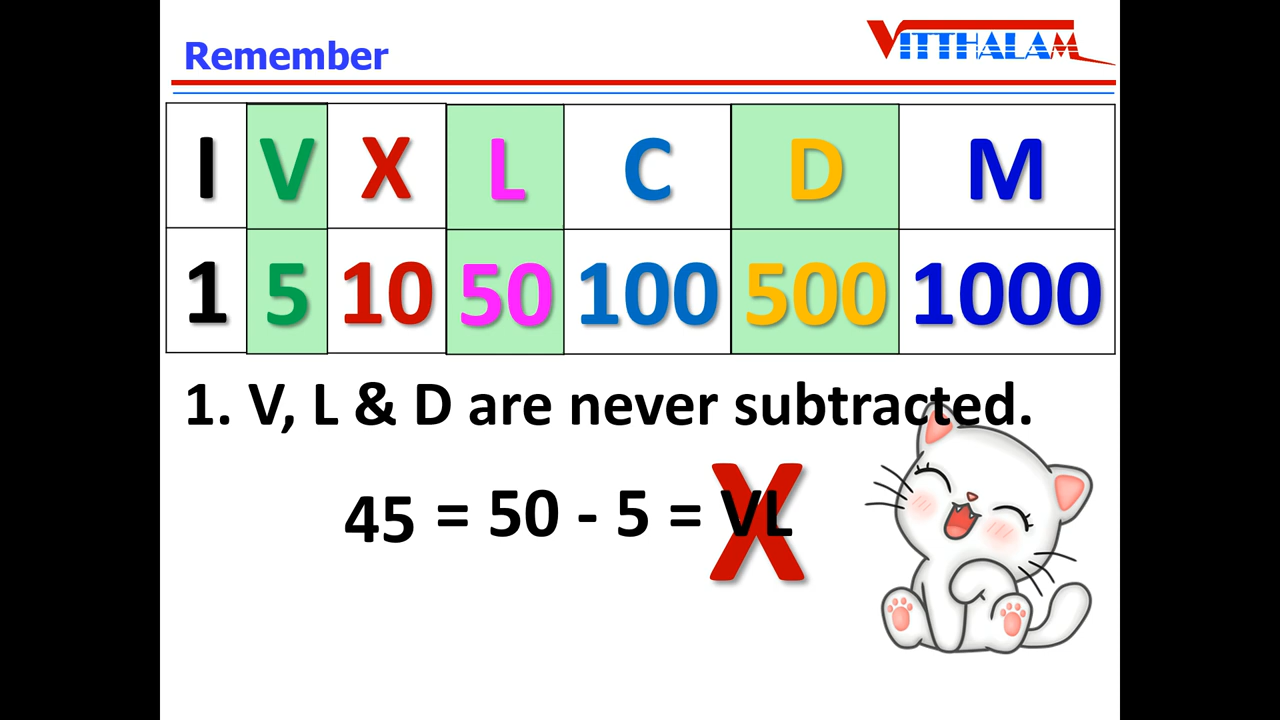 Remember
VITTHALAM
I V X L C D M
1 5 10 50 100 500 1000
1. V, L & D are never subtracted.
45 = 50 - 5 = VL
X